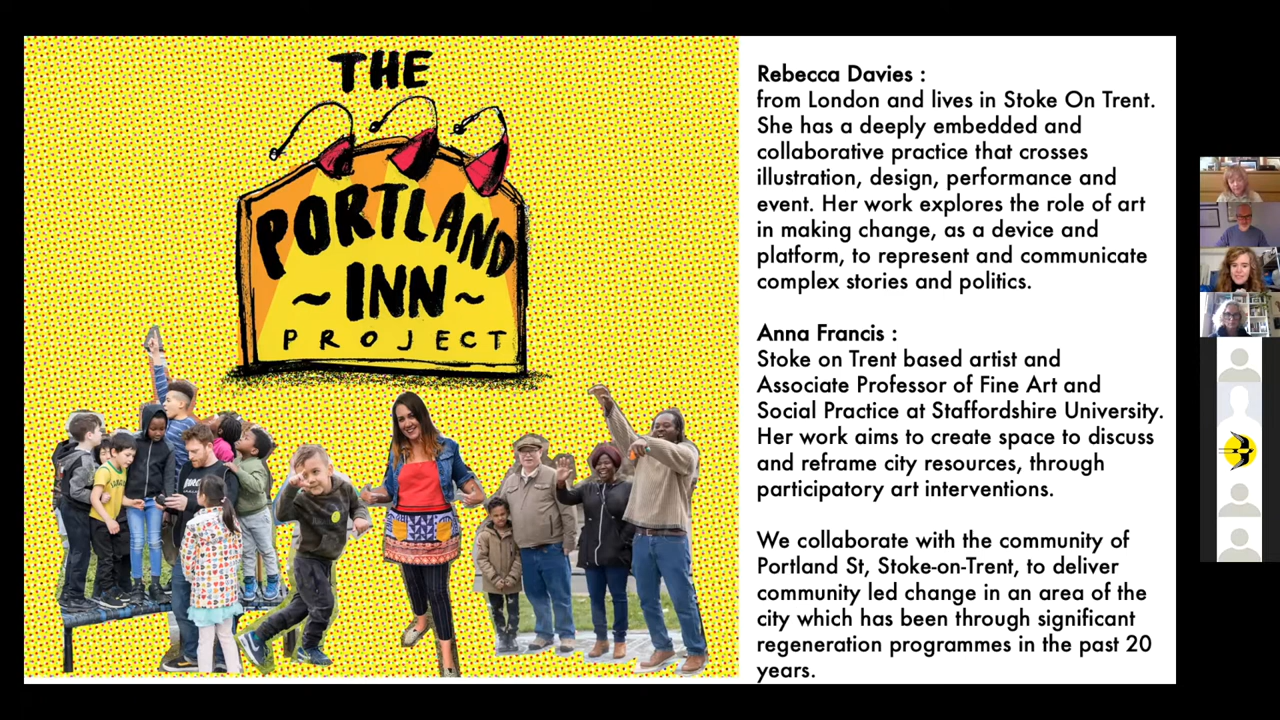 THE
PORTLAND
~ INN ~
PROJECT
Rebecca Davies :
from London and lives in Stoke On Trent.
She has a deeply embedded and
collaborative practice that crosses
illustration, design, performance and
event. Her work explores the role of art
in making change, as a device and
platform, to represent and communicate
complex stories and politics.
Anna Francis :
Stoke on Trent based artist and
Associate Professor of Fine Art and
Social Practice at Staffordshire University.
Her work aims to create space to discuss
and reframe city resources, through
participatory art interventions.
We collaborate with the community of
Portland St, Stoke-on-Trent, to deliver
community led change in an area of the
city which has been through significant
regeneration programmes in the past 20
years.